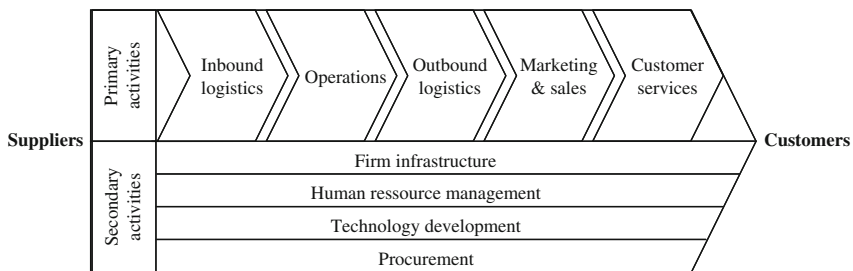 Suppliers
Primary
activities
Inbound
logistics
Operations
Outbound
logistics
Marketing
& sales
Customer
services
Customers
Secondary
activities
Firm infrastructure
Human ressource management
Technology development
Procurement